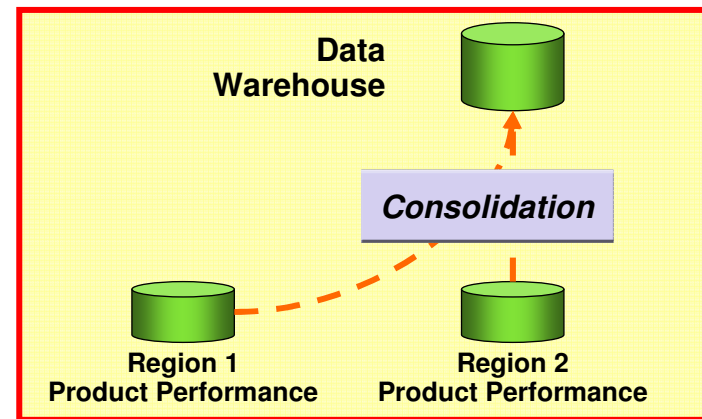 Data
Warehouse
Consolidation
Region 1
Product Performance
Region 2
Product Performance